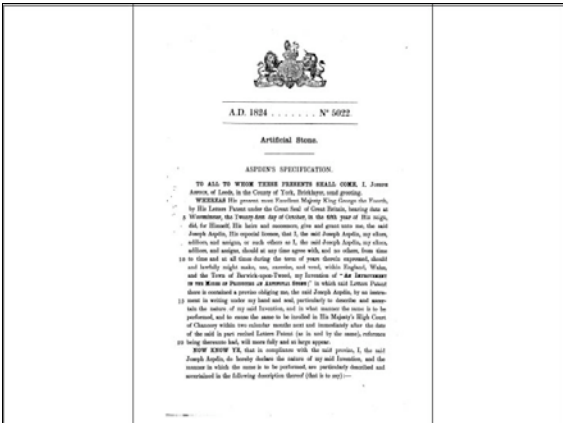 A.D. 1824 . . . . . . . Nº 5022.
Artificial Stone.
ASPDIN'S SPECIFICATION.
TO ALL TO WHOM THESE PRESENTS SHALL COME, I, JOSEPH
ASPDIN, of Leeds, in the County of York, Bricklayer, send greeting.
WHEREAS His present most Excellent Majesty King George the Fourth,
by His Letters Patent under the Great Seal of Great Britain, bearing date at
5 Westminster, the Twenty-first day of October, in the fifth year of His reign,
did, for Himself, His heirs and successors, give and grant unto me, the said
Joseph Aspdin, His especial licence, that I, the said Joseph Aspdin, my exors,
addors, and assigns, or such others as I, the said Joseph Aspdin, my exors,
addors, and assigns, should at any time agree with, and no others, from time
10 to time and at all times during the term of years therein expressed, should
and lawfully might make, use, exercise, and vend, within England, Wales,
and the Town of Berwick-upon-Tweed, my Invention of "AN IMPROVEMENT
IN THE MODES OF PRODUCING AN ARTIFICIAL STONE;" in which said Letters Patent
there is contained a proviso obliging me, the said Joseph Aspdin, by an instru-
15 ment in writing under my hand and seal, particularly to describe and ascer-
tain the nature of my said Invention, and in what manner the same is to be
performed, and to cause the same to be inrolled in His Majesty's High Court
of Chancery within two calendar months next and immediately after the date
of the said in part recited Letters Patent (as in and by the same), reference
20 being thereunto had, will more fully and at large appear.
NOW KNOW YE, that in compliance with the said proviso, I, the said
Joseph Aspdin, do hereby declare the nature of my said Invention, and the
manner in which the same is to be performed, are particularly described and
ascertained in the following description thereof (that is to say):—